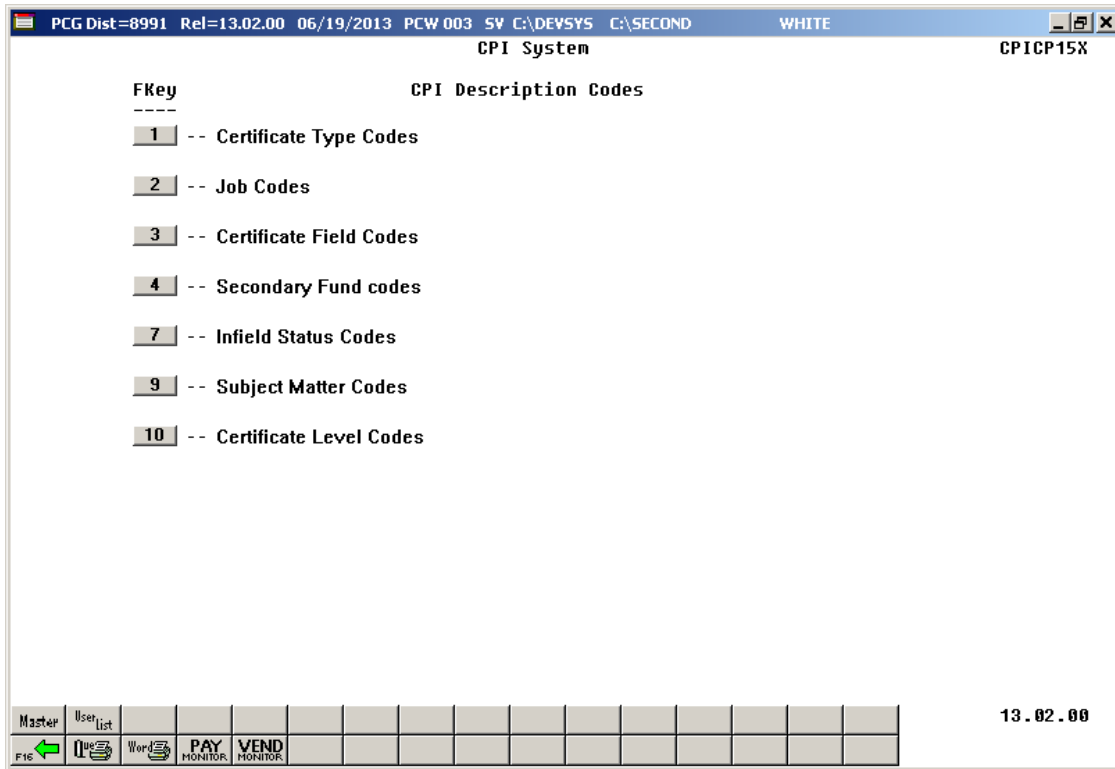 PCG Dist=8991 Rel=13.02.00 06/19/2013 PCW 003 SV C:\DEVSYS C:\SECOND WHITE
CPI System CPICP15X
FKey CPI Description Codes
----
1 -- Certificate Type Codes
2 -- Job Codes
3 -- Certificate Field Codes
4 -- Secondary Fund codes
7 -- Infield Status Codes
9 -- Subject Matter Codes
10 -- Certificate Level Codes
Master User List 13.02.00
F16 Que Word PAY MONITOR VEND MONITOR